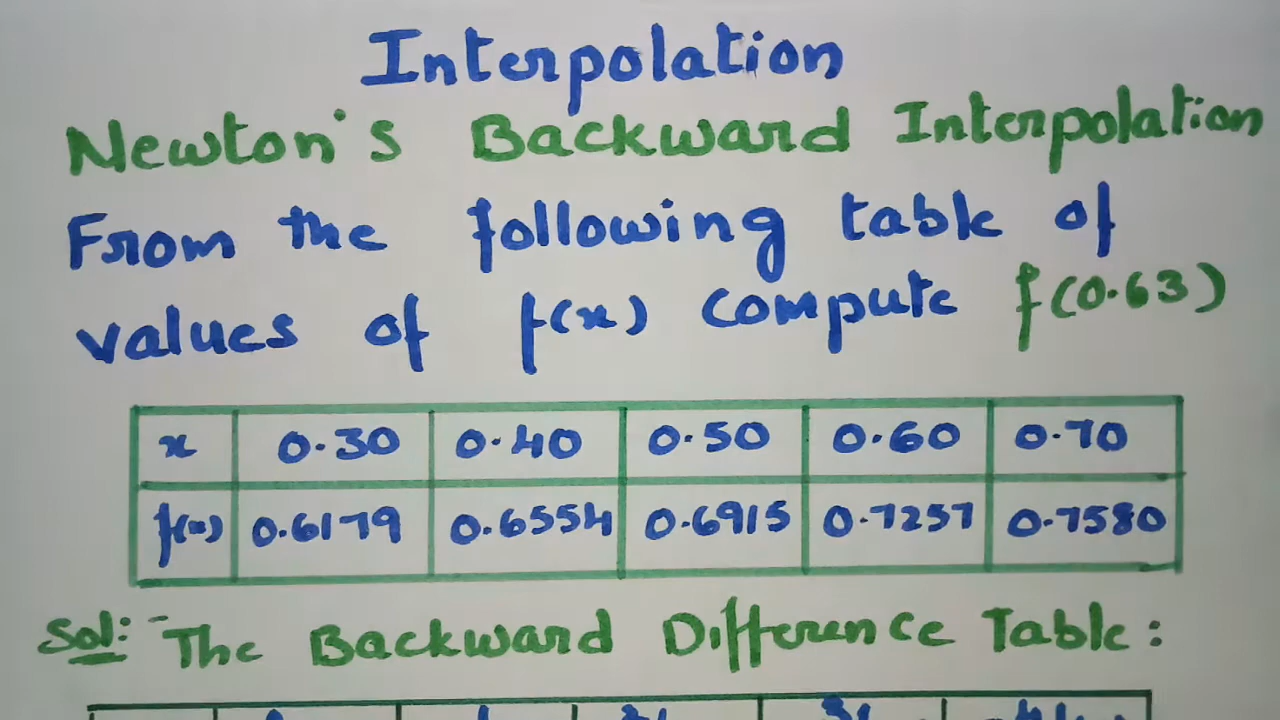 Interpolation
Newton's Backward Interpolation
From the following table of
values of f(x) compute f(0.63)
x 0.30 0.40 0.50 0.60 0.70
f(x) 0.6179 0.6554 0.6915 0.7257 0.7580
Sol:- The Backward Difference Table: